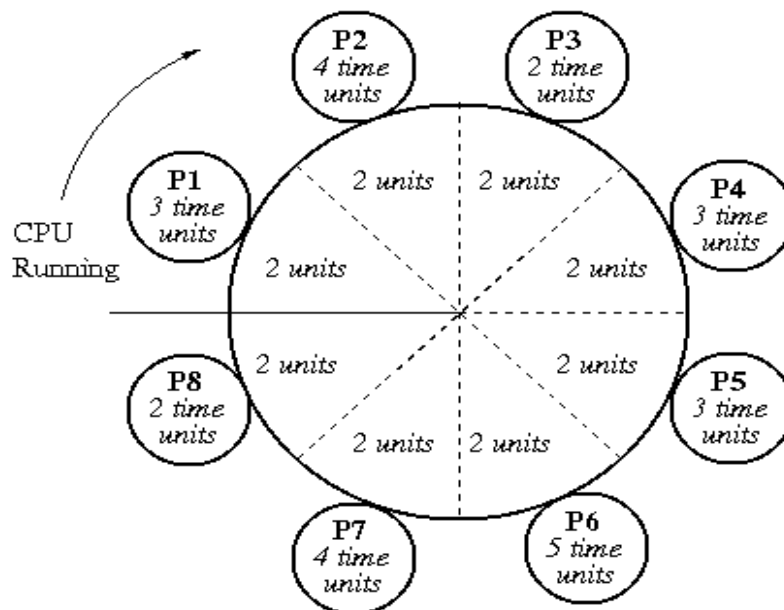 P2
4 time
units
P3
2 time
units
P1
3 time
units
P4
3 time
units
CPU
Running
2 units
2 units
2 units
2 units
2 units
2 units
2 units
2 units
P8
2 time
units
P5
3 time
units
P7
4 time
units
P6
5 time
units